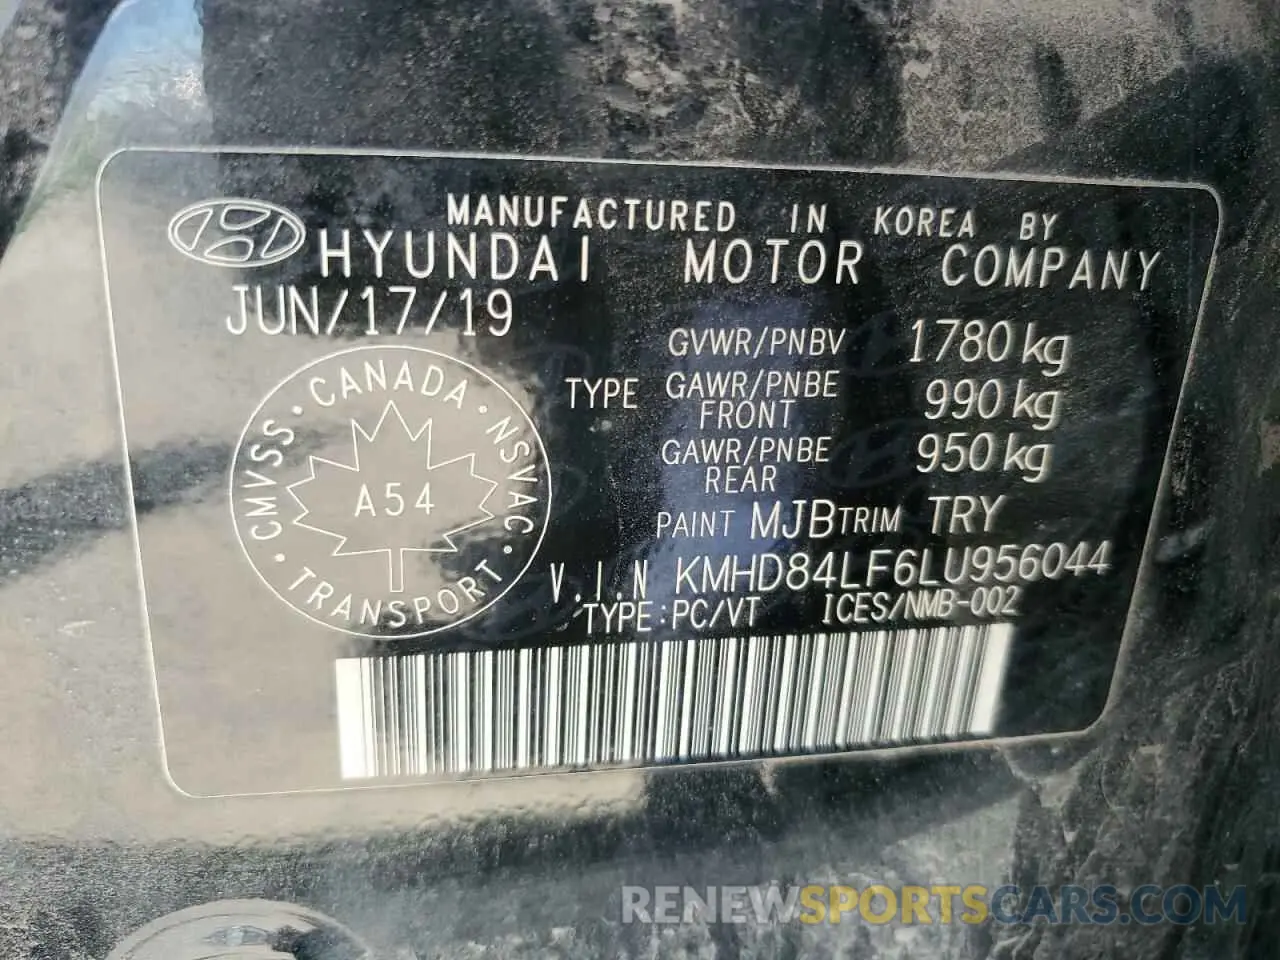 MANUFACTURED IN KOREA BY
HYUNDAI MOTOR COMPANY
JUN/17/19
GVWR/PNBV 1780 kg
TYPE GAWR/PNBE FRONT 990 kg
GAWR/PNBE REAR 950 kg
CMVSS · CANADA · NSVAC · TRANSPORT ·
A54
PAINT MJB TRIM TRY
V.I.N KMHD84LF6LU956044
TYPE:PC/VT ICES/NMB-002
RENEWSPORTSCARS.COM